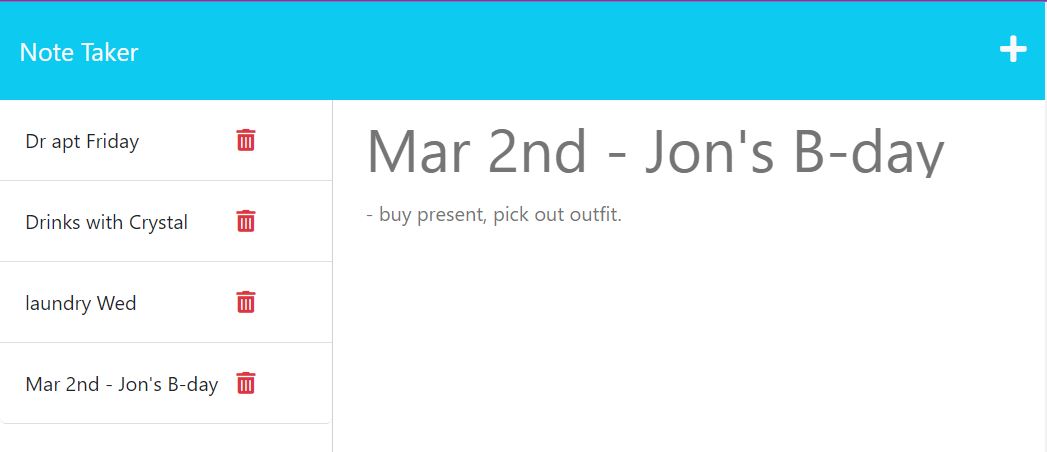 Note Taker
Dr apt Friday
Drinks with Crystal
laundry Wed
Mar 2nd - Jon's B-day
Mar 2nd - Jon's B-day
- buy present, pick out outfit.